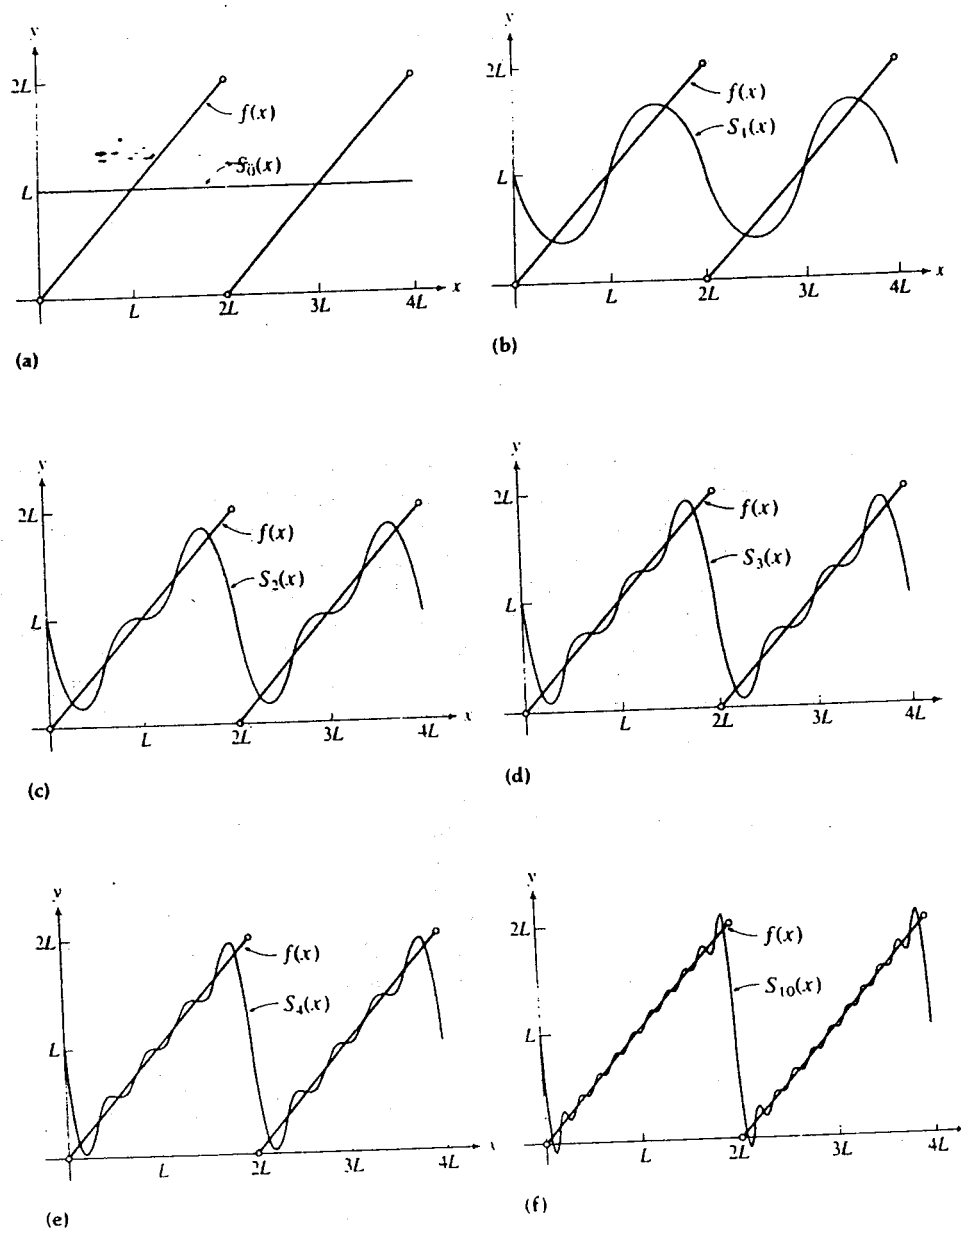 y
2L
f(x)
S0(x)
L
x
L 2L 3L 4L
(a)
y
2L
f(x)
S1(x)
L
x
L 2L 3L 4L
(b)
y
2L
f(x)
S2(x)
L
x
L 2L 3L 4L
(c)
y
2L
f(x)
S3(x)
L
L 2L 3L 4L
(d)
y
2L
f(x)
S4(x)
L
L 2L 3L 4L
(e)
y
2L
f(x)
S10(x)
L
L 2L 3L 4L
(f)